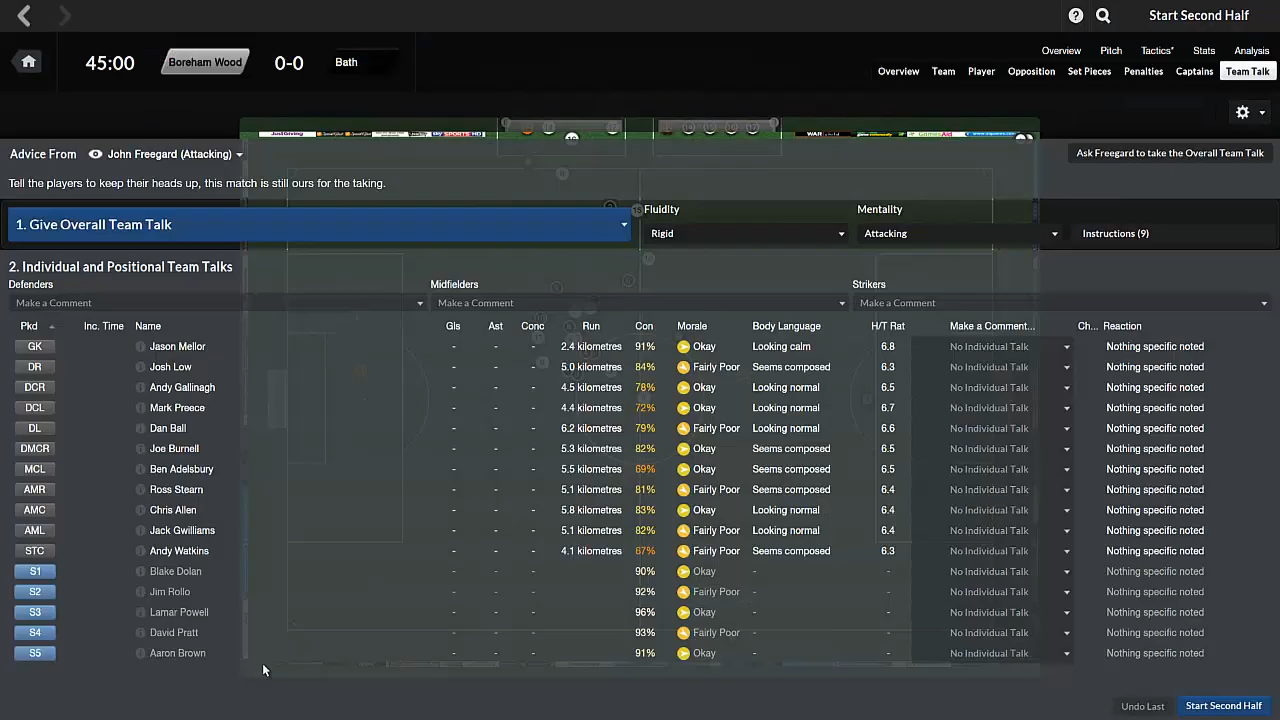 Start Second Half
45:00 Boreham Wood 0-0 Bath
Overview Pitch Tactics* Stats Analysis
Overview Team Player Opposition Set Pieces Penalties Captains Team Talk
Advice From John Freegard (Attacking)
Ask Freegard to take the Overall Team Talk
Tell the players to keep their heads up, this match is still ours for the taking.
1. Give Overall Team Talk
Fluidity Mentality
Rigid Attacking Instructions (9)
2. Individual and Positional Team Talks
Defenders Midfielders Strikers
Make a Comment Make a Comment Make a Comment
Pkd Inc. Time Name Gls Ast Conc Run Con Morale Body Language H/T Rat Make a Comment... Ch... Reaction
GK Jason Mellor - - - 2.4 kilometres 91% Okay Looking calm 6.8 No Individual Talk Nothing specific noted
DR Josh Low - - - 5.0 kilometres 84% Fairly Poor Seems composed 6.3 No Individual Talk Nothing specific noted
DCR Andy Gallinagh - - - 4.5 kilometres 78% Okay Looking normal 6.5 No Individual Talk Nothing specific noted
DCL Mark Preece - - - 4.4 kilometres 72% Okay Looking normal 6.7 No Individual Talk Nothing specific noted
DL Dan Ball - - - 6.2 kilometres 79% Fairly Poor Looking normal 6.6 No Individual Talk Nothing specific noted
DMCR Joe Burnell - - - 5.3 kilometres 82% Okay Seems composed 6.5 No Individual Talk Nothing specific noted
MCL Ben Adelsbury - - - 5.5 kilometres 69% Okay Seems composed 6.5 No Individual Talk Nothing specific noted
AMR Ross Stearn - - - 5.1 kilometres 81% Fairly Poor Seems composed 6.4 No Individual Talk Nothing specific noted
AMC Chris Allen - - - 5.8 kilometres 83% Okay Looking normal 6.4 No Individual Talk Nothing specific noted
AML Jack Gwilliams - - - 5.1 kilometres 82% Fairly Poor Looking normal 6.4 No Individual Talk Nothing specific noted
STC Andy Watkins - - - 4.1 kilometres 67% Fairly Poor Seems composed 6.3 No Individual Talk Nothing specific noted
S1 Blake Dolan - - - 90% Okay - - No Individual Talk Nothing specific noted
S2 Jim Rollo - - - 92% Fairly Poor - - No Individual Talk Nothing specific noted
S3 Lamar Powell - - - 96% Okay - - No Individual Talk Nothing specific noted
S4 David Pratt - - - 93% Fairly Poor - - No Individual Talk Nothing specific noted
S5 Aaron Brown - - - 91% Okay - - No Individual Talk Nothing specific noted
Undo Last Start Second Half